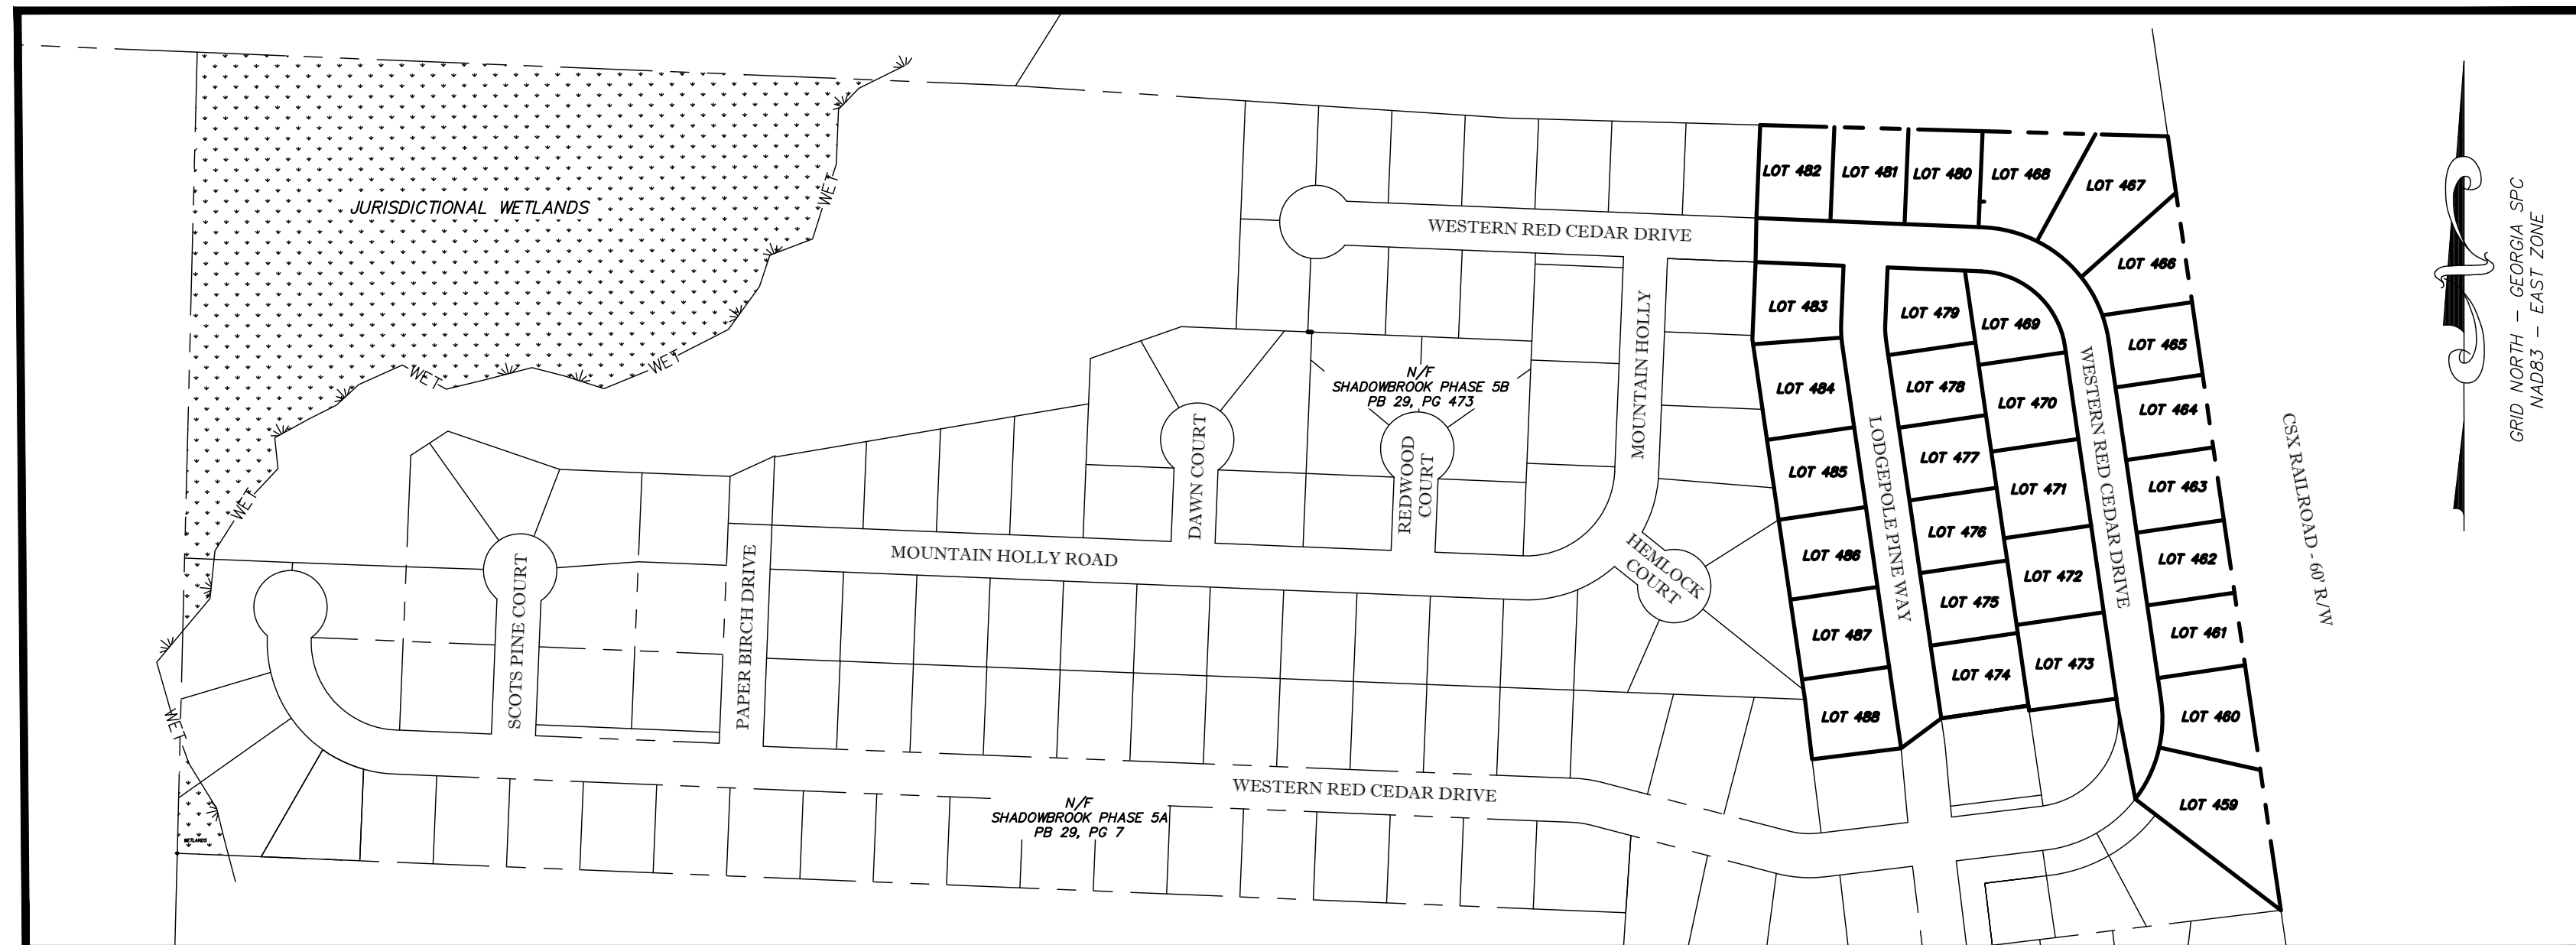 JURISDICTIONAL WETLANDS
WET
WET
WET
WET
WET
WETLANDS
WESTERN RED CEDAR DRIVE
MOUNTAIN HOLLY
N/F
SHADOWBROOK PHASE 5B
PB 29, PG 473
DAWN COURT
REDWOOD
COURT
HEMLOCK
COURT
MOUNTAIN HOLLY ROAD
SCOTS PINE COURT
PAPER BIRCH DRIVE
WESTERN RED CEDAR DRIVE
N/F
SHADOWBROOK PHASE 5A
PB 29, PG 7
LOT 482
LOT 481
LOT 480
LOT 468
LOT 467
LOT 466
LOT 483
LOT 479
LOT 469
LOT 465
LOT 484
LOT 478
LOT 470
LOT 464
LOT 485
LOT 477
LOT 471
LOT 463
LOT 486
LOT 476
LOT 472
LOT 462
LOT 487
LOT 475
LOT 473
LOT 461
LOT 488
LOT 474
LOT 460
LOT 459
LODGEPOLE PINE WAY
WESTERN RED CEDAR DRIVE
CSX RAILROAD - 60' R/W
GRID NORTH - GEORGIA SPC
NAD83 - EAST ZONE